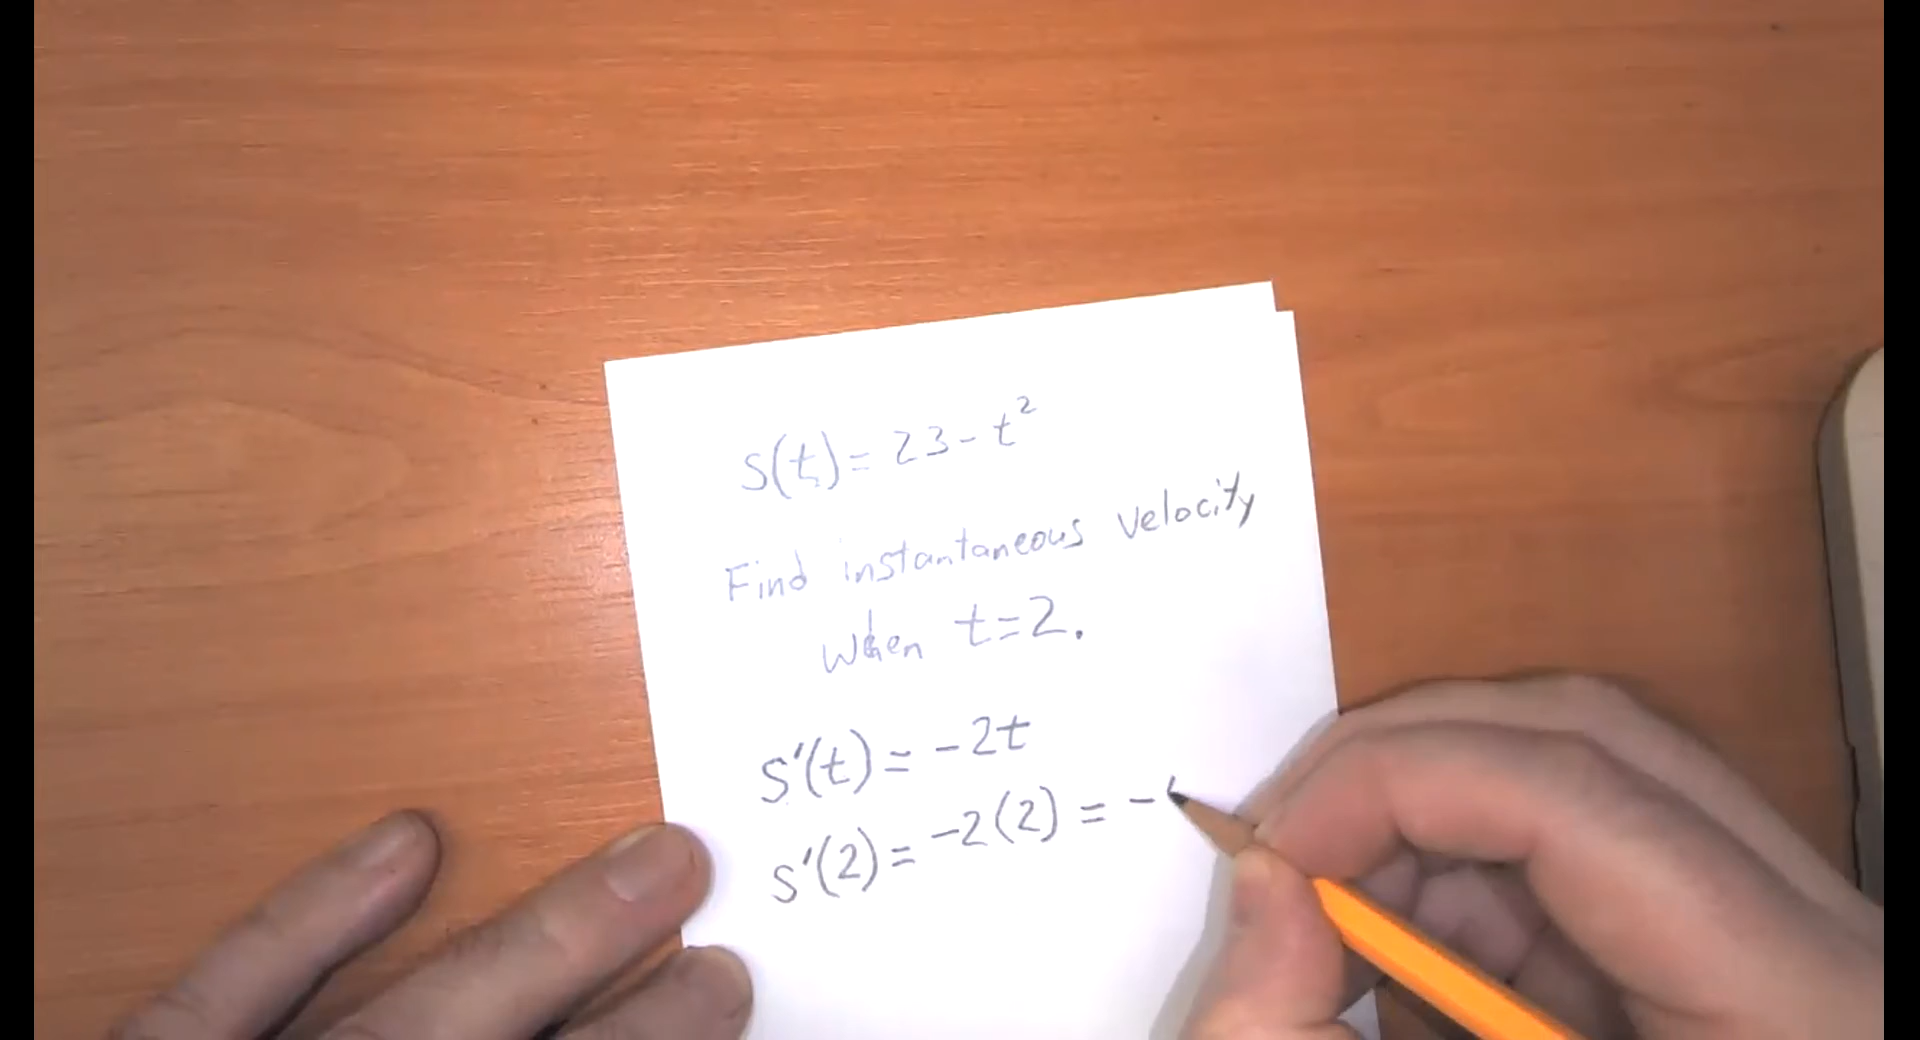 S(t) = 23 - t²
Find instantaneous velocity
when t=2.
S'(t) = -2t
S'(2) = -2(2) = -